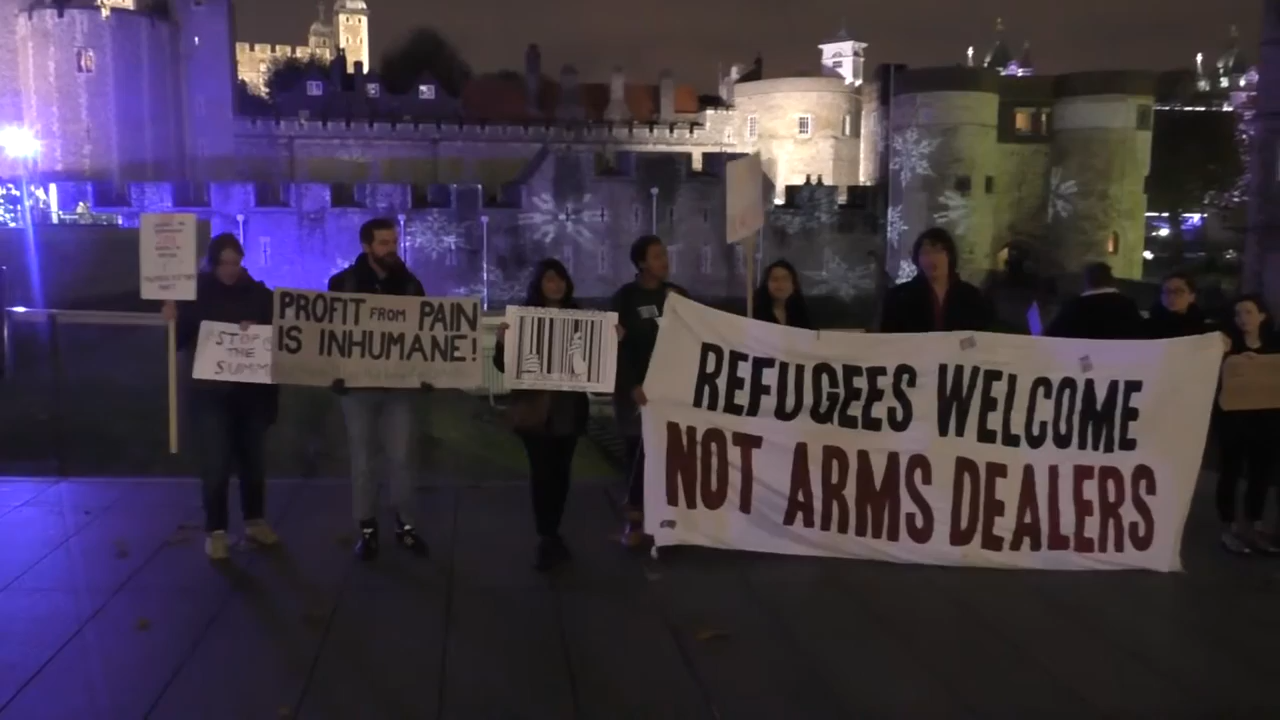 STOP
THE
SUMM
PROFIT FROM PAIN
IS INHUMANE!
REFUGEES WELCOME
NOT ARMS DEALERS